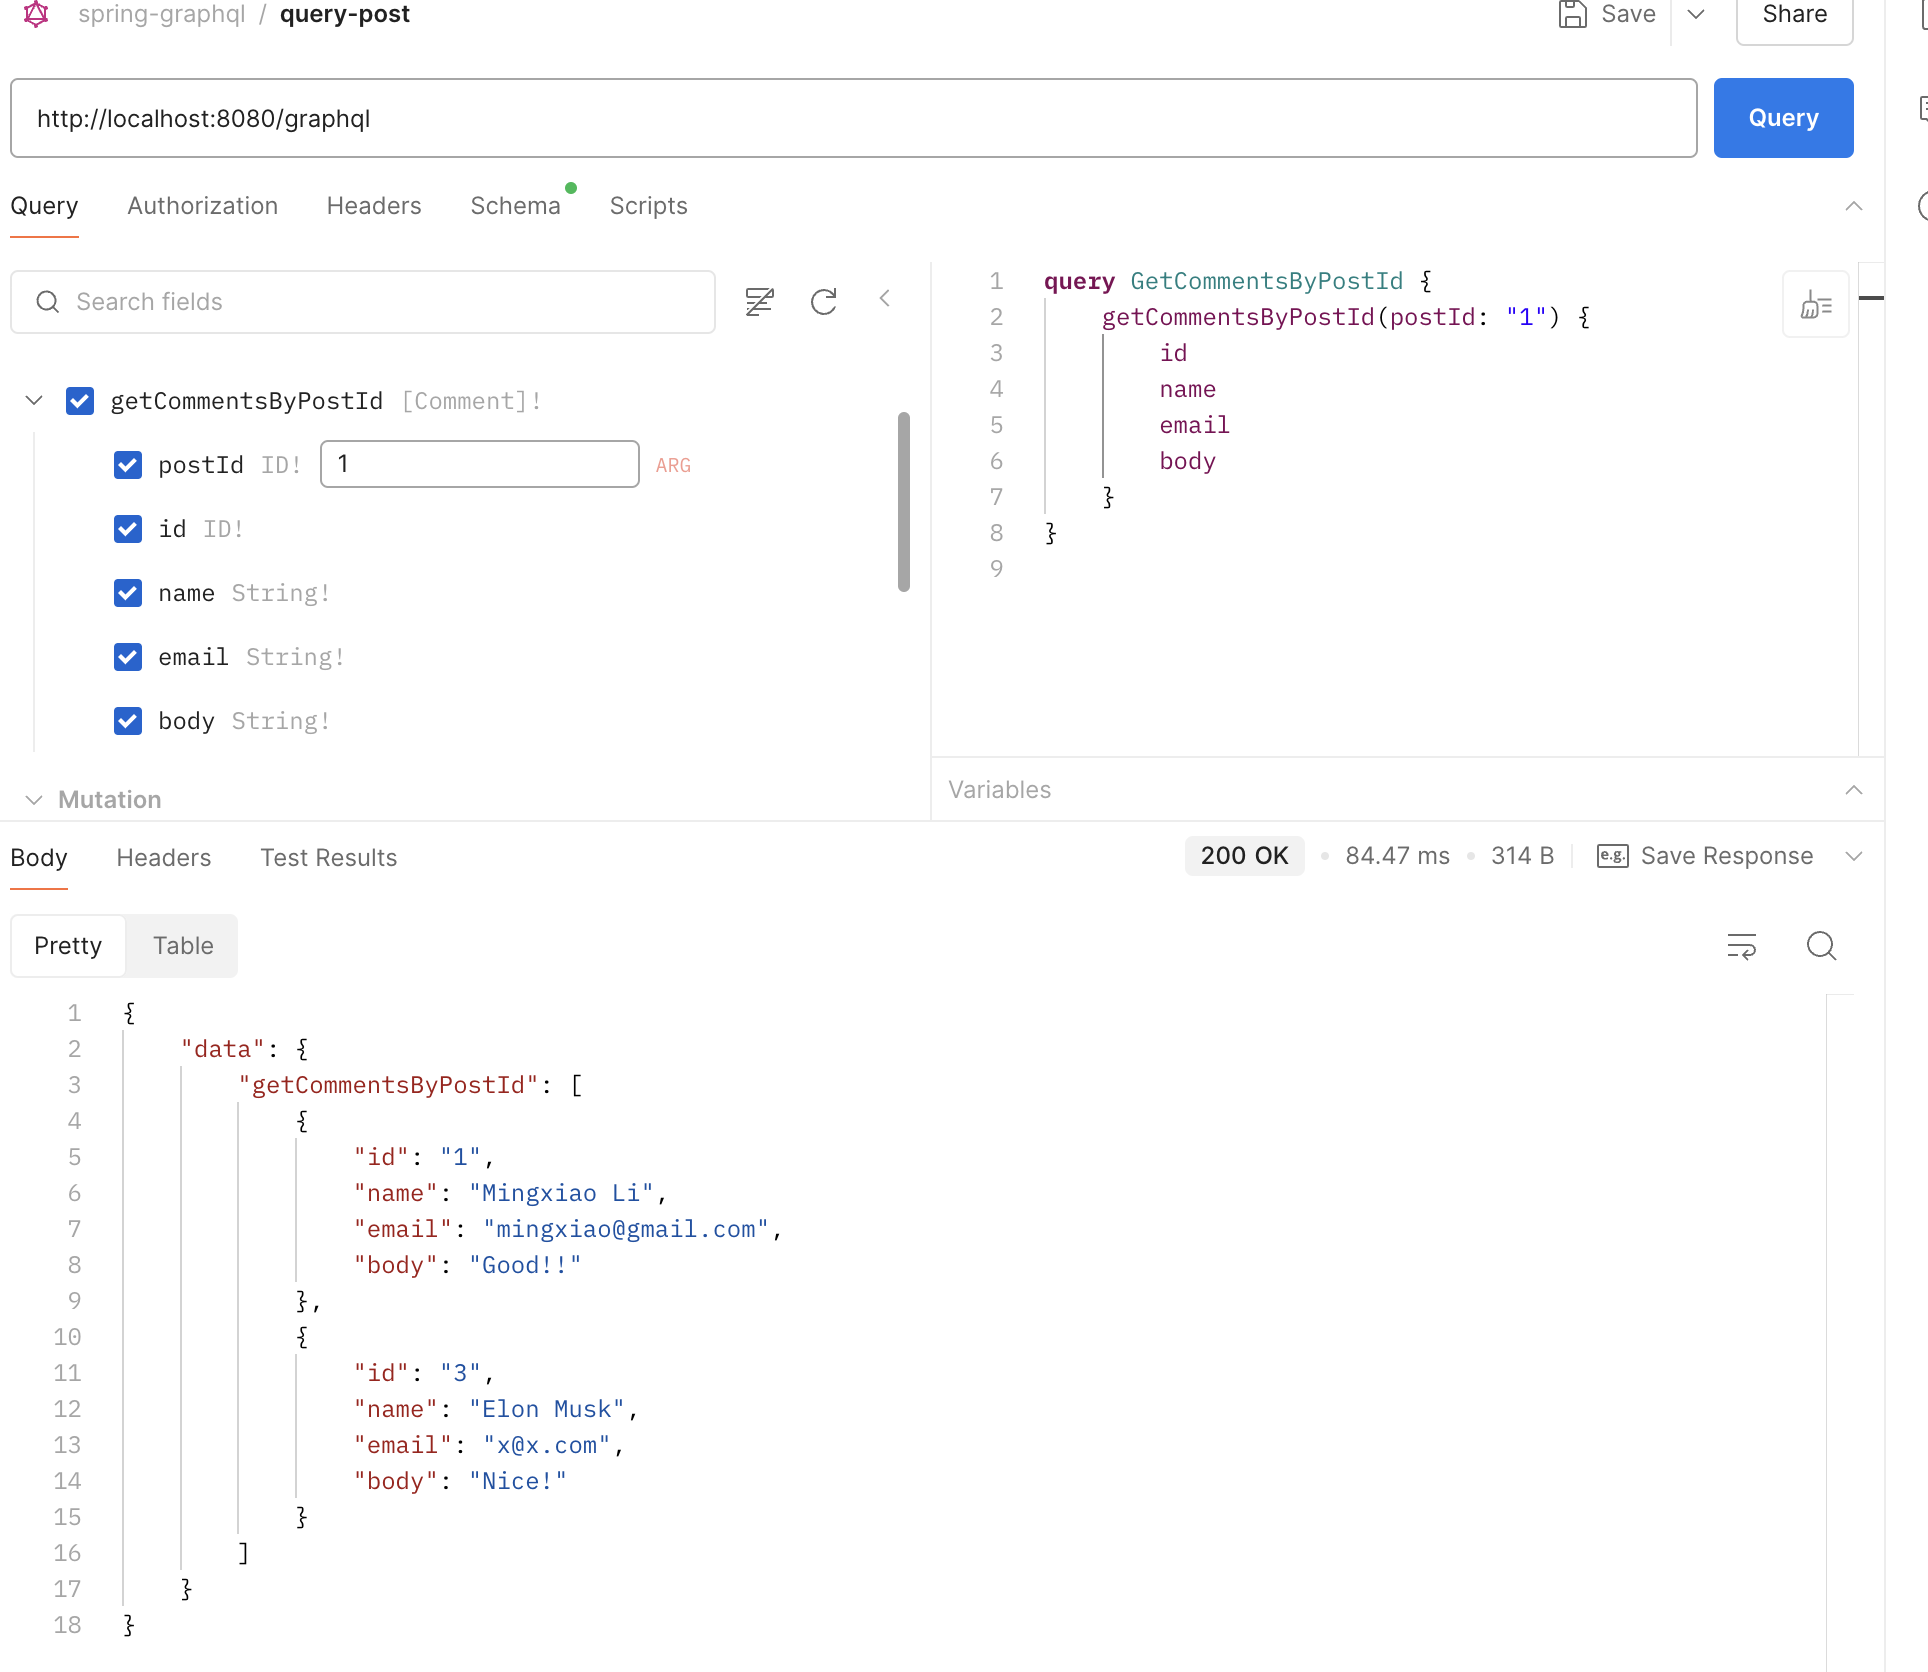 spring-graphql / query-post
Save
Share
http://localhost:8080/graphql
Query
Query Authorization Headers Schema Scripts
Search fields
getCommentsByPostId [Comment]!
postId ID! 1 ARG
id ID!
name String!
email String!
body String!
Mutation
1 query GetCommentsByPostId {
2 getCommentsByPostId(postId: "1") {
3 id
4 name
5 email
6 body
7 }
8 }
9
Variables
Body Headers Test Results
200 OK • 84.47 ms • 314 B e.g. Save Response
Pretty Table
1 {
2 "data": {
3 "getCommentsByPostId": [
4 {
5 "id": "1",
6 "name": "Mingxiao Li",
7 "email": "mingxiao@gmail.com",
8 "body": "Good!!"
9 },
10 {
11 "id": "3",
12 "name": "Elon Musk",
13 "email": "x@x.com",
14 "body": "Nice!"
15 }
16 ]
17 }
18 }